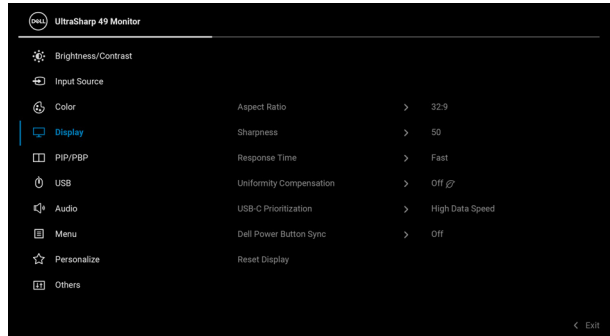 DELL UltraSharp 49 Monitor
Brightness/Contrast
Input Source
Color Aspect Ratio > 32:9
Display Sharpness > 50
PIP/PBP Response Time > Fast
USB Uniformity Compensation > Off
Audio USB-C Prioritization > High Data Speed
Menu Dell Power Button Sync > Off
Personalize Reset Display
Others
< Exit